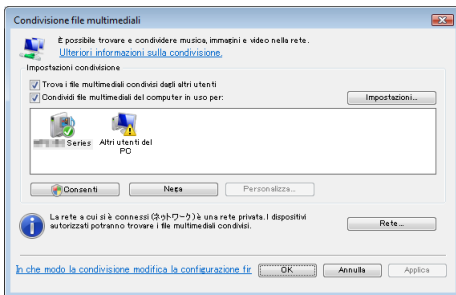 Condivisione file multimediali
È possibile trovare e condividere musica, immagini e video nella rete.
Ulteriori informazioni sulla condivisione.
Impostazioni condivisione
Trova i file multimediali condivisi dagli altri utenti
Condividi file multimediali del computer in uso per:
Impostazioni...
Series
Altri utenti del
PC
Consenti
Nega
Personalizza...
La rete a cui si è connessi (ネットワーク) è una rete privata. I dispositivi
autorizzati potranno trovare i file multimediali condivisi.
Rete...
In che modo la condivisione modifica la configurazione fir
OK
Annulla
Applica